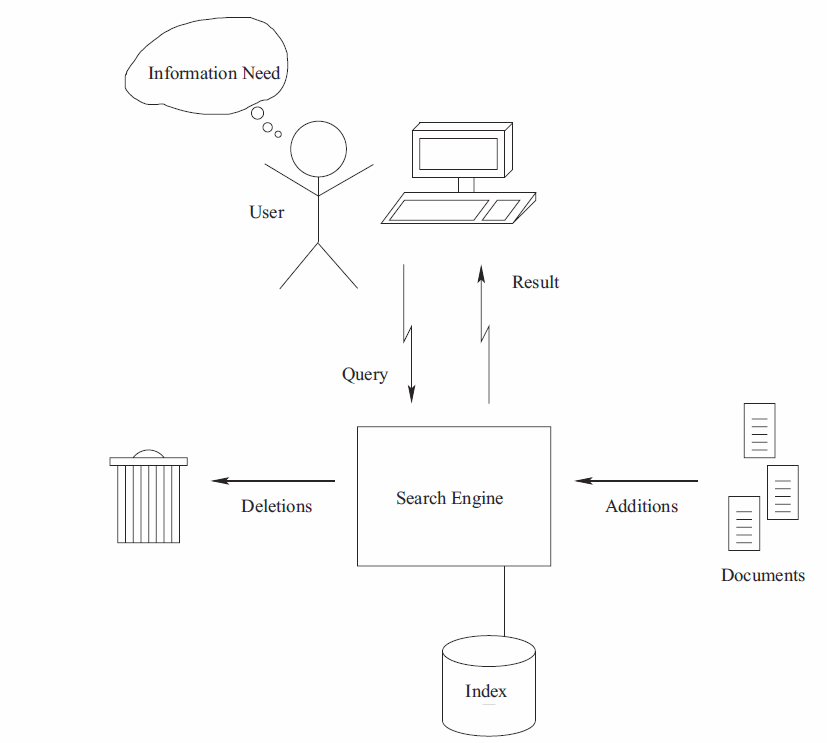 Information Need
User
Result
Query
Search Engine
Deletions
Additions
Documents
Index